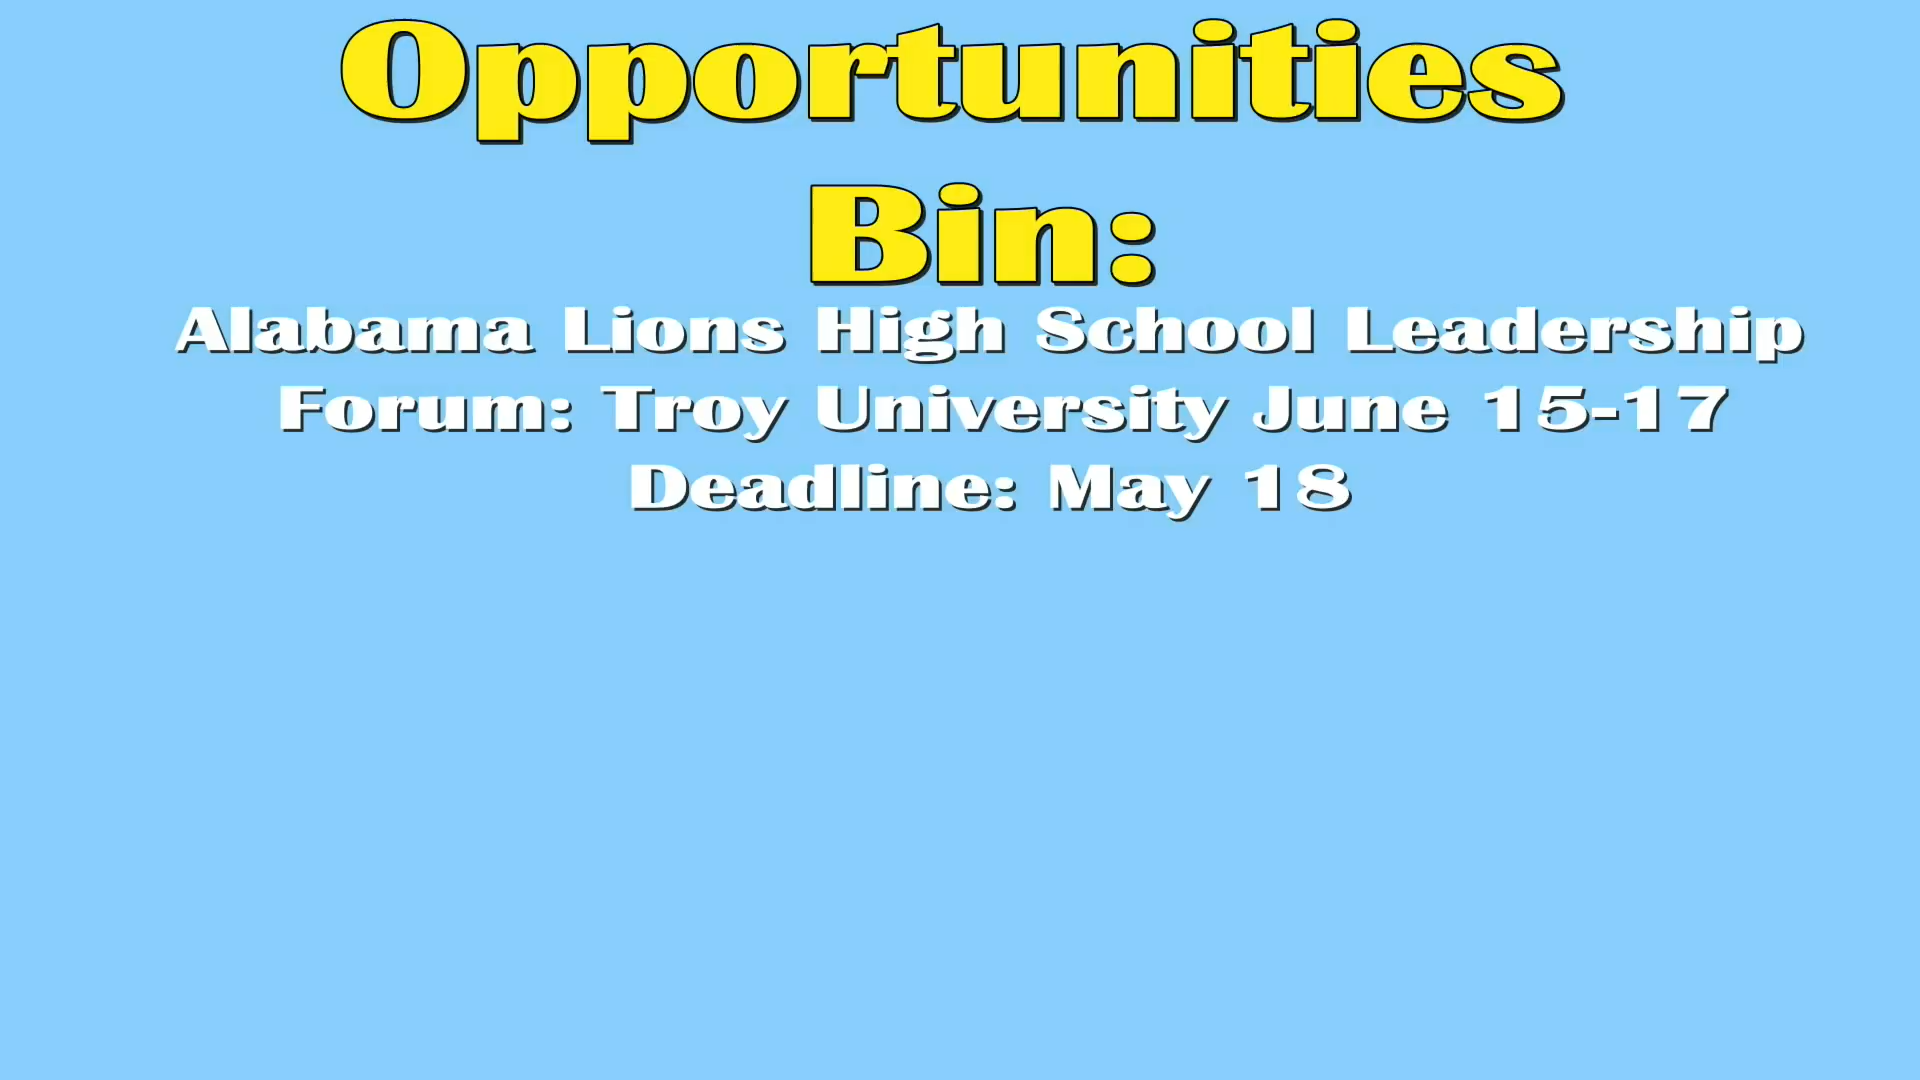 Opportunities
Bin:
Alabama Lions High School Leadership
Forum: Troy University June 15-17
Deadline: May 18